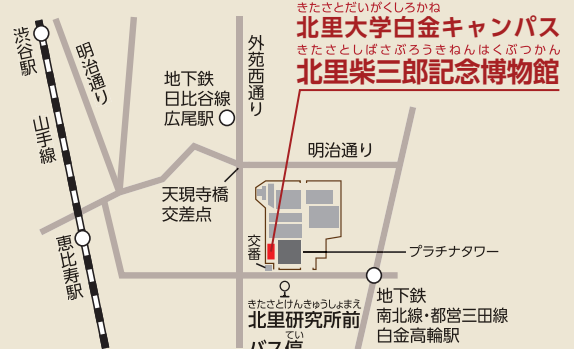 きたさとだいがくしろかね
北里大学白金キャンパス
きたさとしばさぶろうきねんはくぶつかん
北里柴三郎記念博物館
渋谷駅
明治通り
外苑西通り
地下鉄
日比谷線
広尾駅
山手線
明治通り
天現寺橋
交差点
交番
恵比寿駅
プラチナタワー
地下鉄
南北線・都営三田線
白金高輪駅
きたさとけんきゅうしょまえ
北里研究所前
てい
バス停